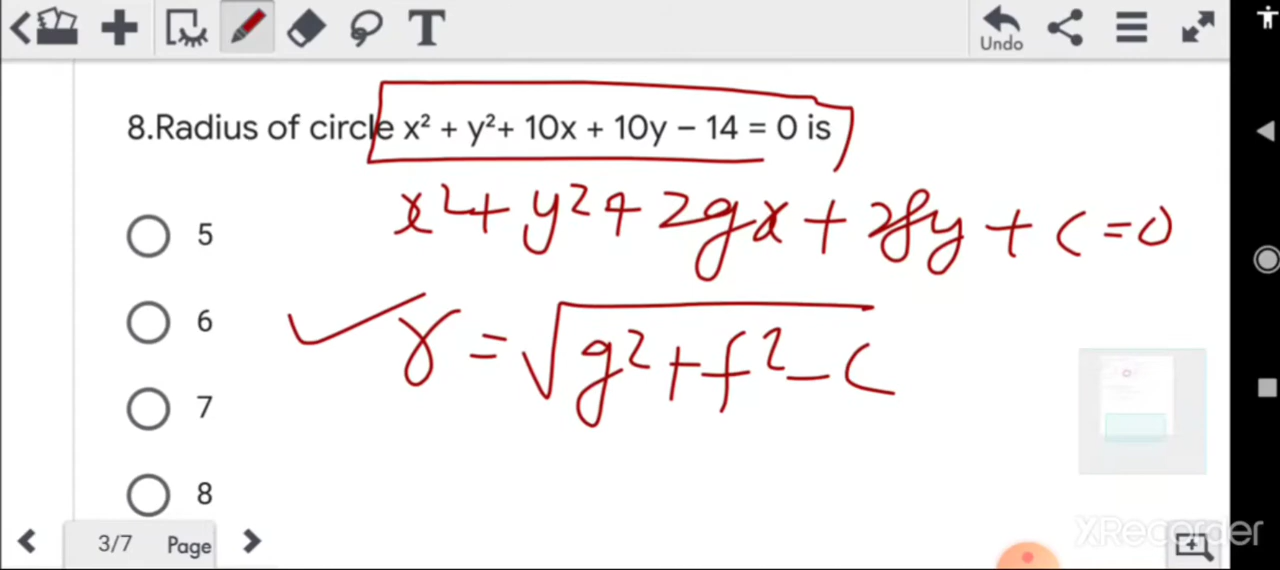 Undo
8.Radius of circle x² + y²+ 10x + 10y − 14 = 0 is
x² + y² + 2gx + 2fy + c = 0
5
6
r = √g² + f² − c
7
8
3/7 Page
XRecorder